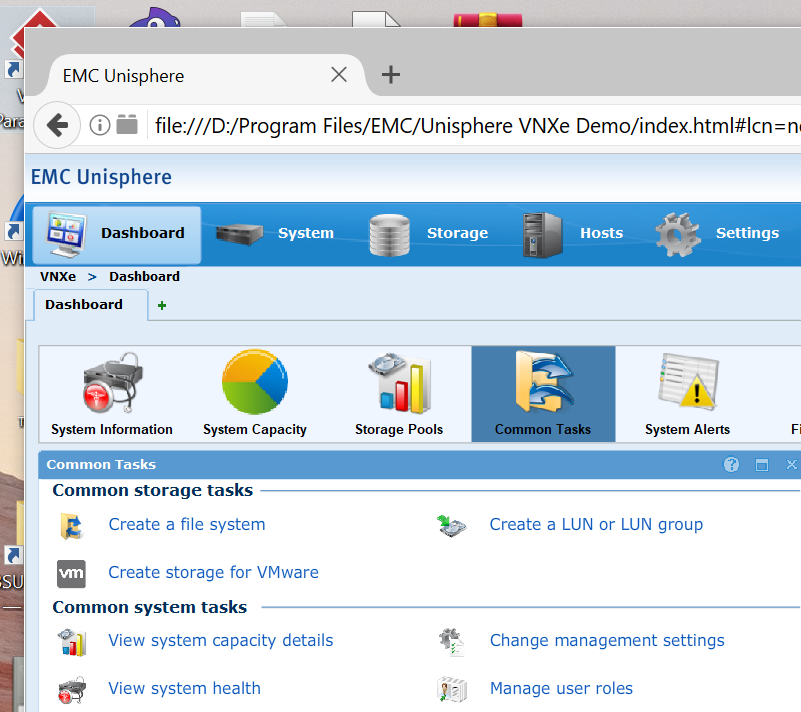 EMC Unisphere
file:///D:/Program Files/EMC/Unisphere VNXe Demo/index.html#lcn=n
EMC Unisphere
Dashboard System Storage Hosts Settings
VNXe > Dashboard
Dashboard +
System Information System Capacity Storage Pools Common Tasks System Alerts
Common Tasks
Common storage tasks
Create a file system Create a LUN or LUN group
vm Create storage for VMware
Common system tasks
View system capacity details Change management settings
View system health Manage user roles